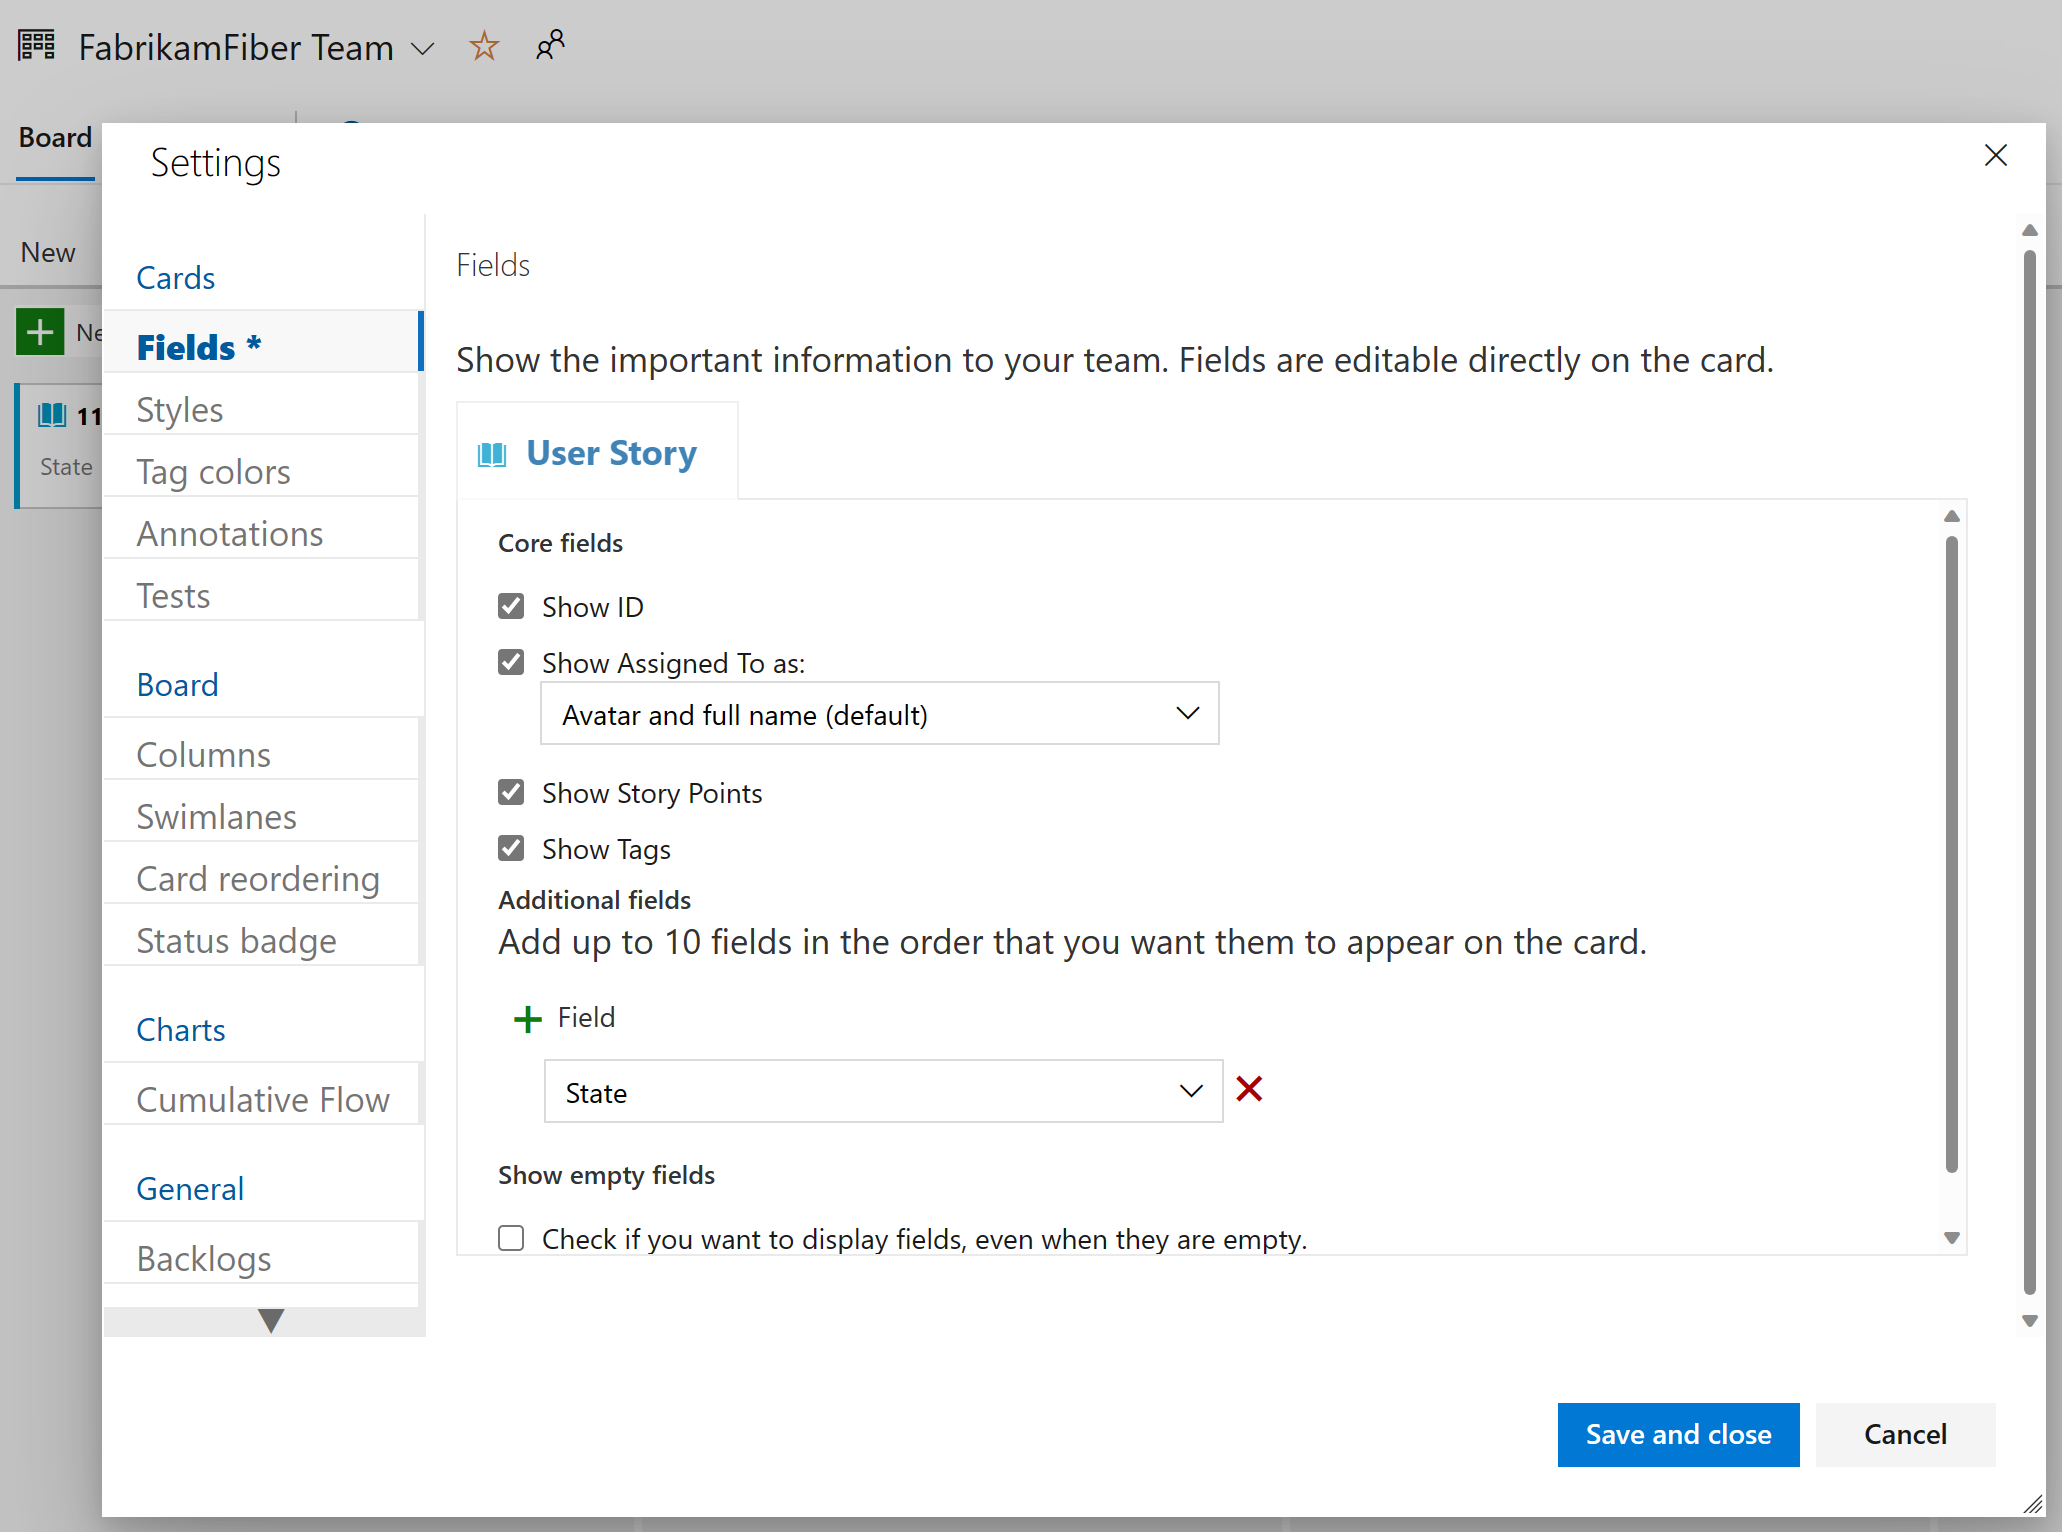 FabrikamFiber Team
Board
Settings
New
Cards
Fields *
Styles
Tag colors
Annotations
Tests
Board
Columns
Swimlanes
Card reordering
Status badge
Charts
Cumulative Flow
General
Backlogs
11
State
Fields
Show the important information to your team. Fields are editable directly on the card.
User Story
Core fields
Show ID
Show Assigned To as:
Avatar and full name (default)
Show Story Points
Show Tags
Additional fields
Add up to 10 fields in the order that you want them to appear on the card.
Field
State
Show empty fields
Check if you want to display fields, even when they are empty.
Save and close
Cancel